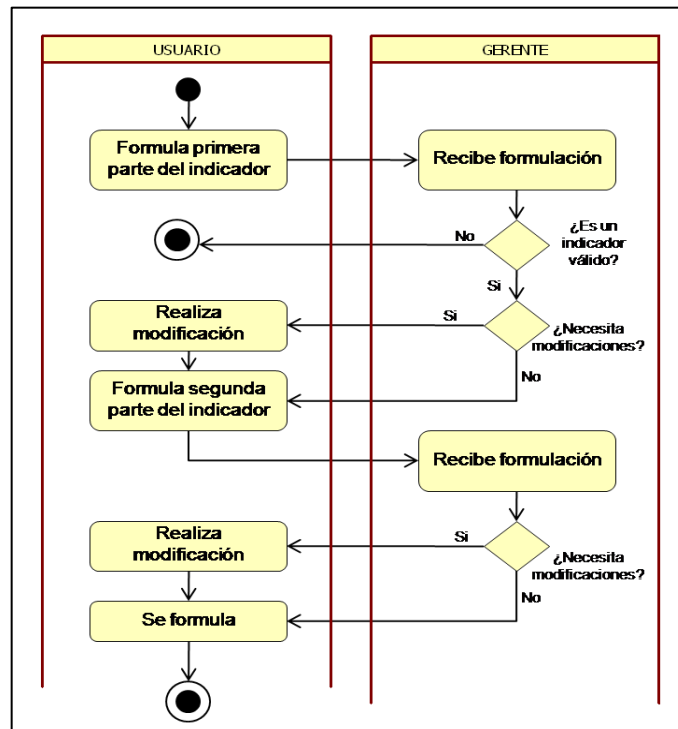 USUARIO
GERENTE
Formula primera
parte del indicador
Recibe formulación
No
¿Es un
indicador
válido?
Si
Realiza
modificación
Si
¿Necesita
modificaciones?
No
Formula segunda
parte del indicador
Recibe formulación
Realiza
modificación
Si
¿Necesita
modificaciones?
No
Se formula